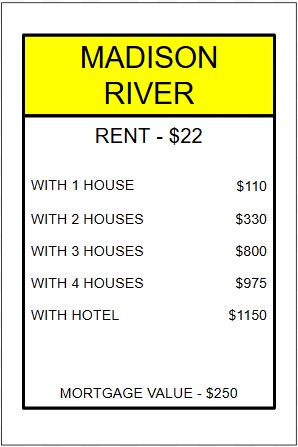 MADISON
RIVER
RENT - $22
WITH 1 HOUSE $110
WITH 2 HOUSES $330
WITH 3 HOUSES $800
WITH 4 HOUSES $975
WITH HOTEL $1150
MORTGAGE VALUE - $250